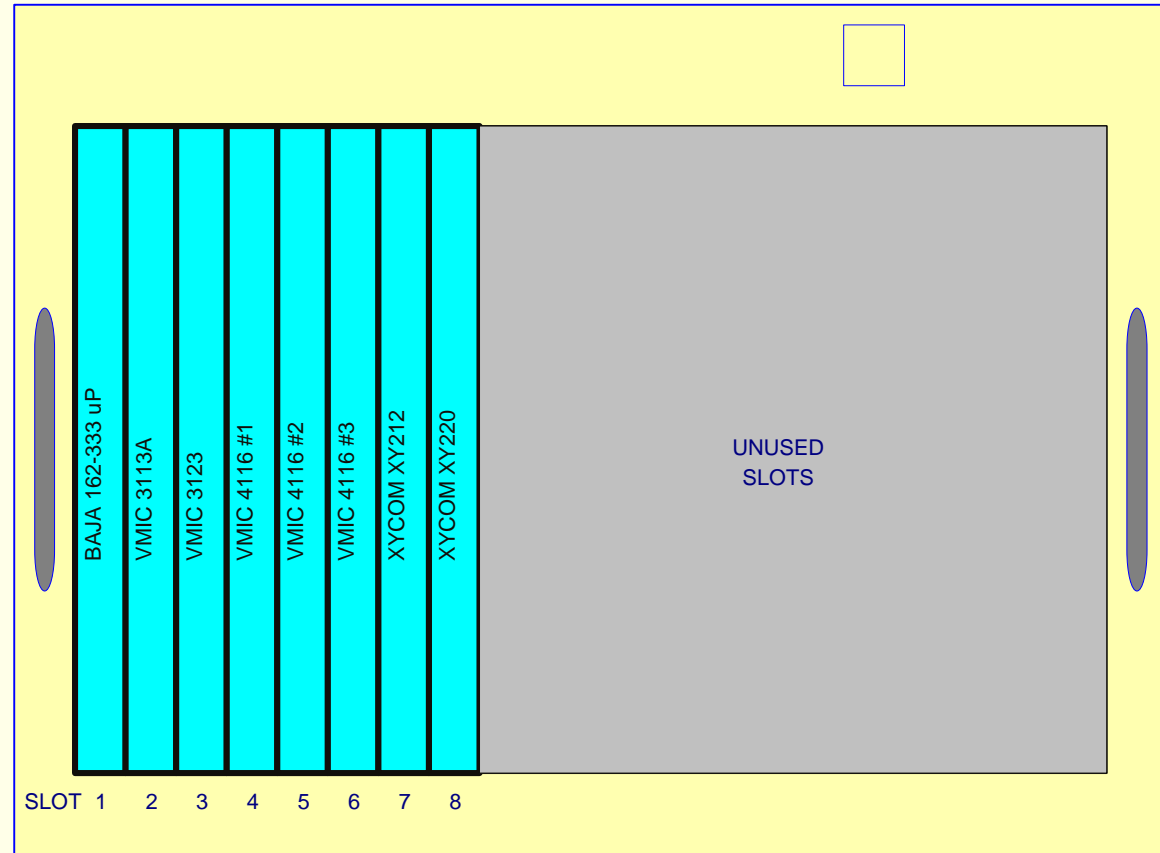 BAJA 162-333 uP
VMIC 3113A
VMIC 3123
VMIC 4116 #1
VMIC 4116 #2
VMIC 4116 #3
XYCOM XY212
XYCOM XY220
UNUSED
SLOTS
SLOT 1 2 3 4 5 6 7 8